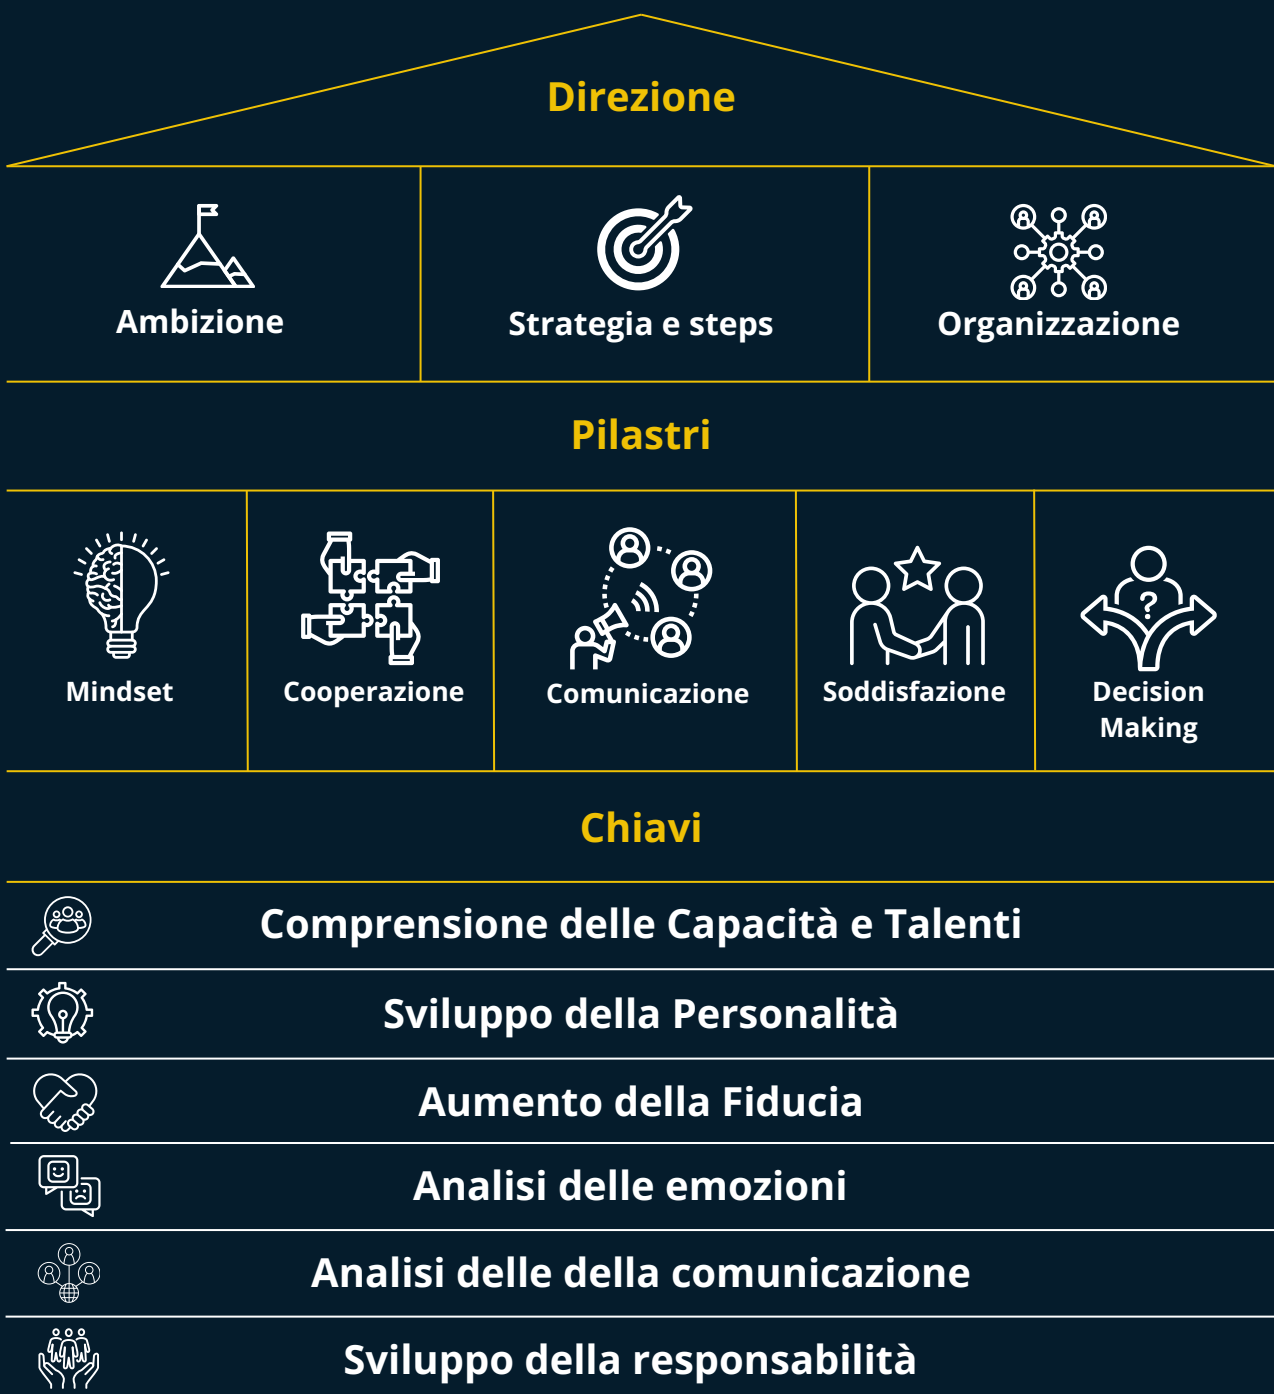 Direzione
Ambizione
Strategia e steps
Organizzazione
Pilastri
Mindset
Cooperazione
Comunicazione
Soddisfazione
Decision
Making
?
Chiavi
Comprensione delle Capacità e Talenti
Sviluppo della Personalità
Aumento della Fiducia
Analisi delle emozioni
Analisi delle della comunicazione
Sviluppo della responsabilità